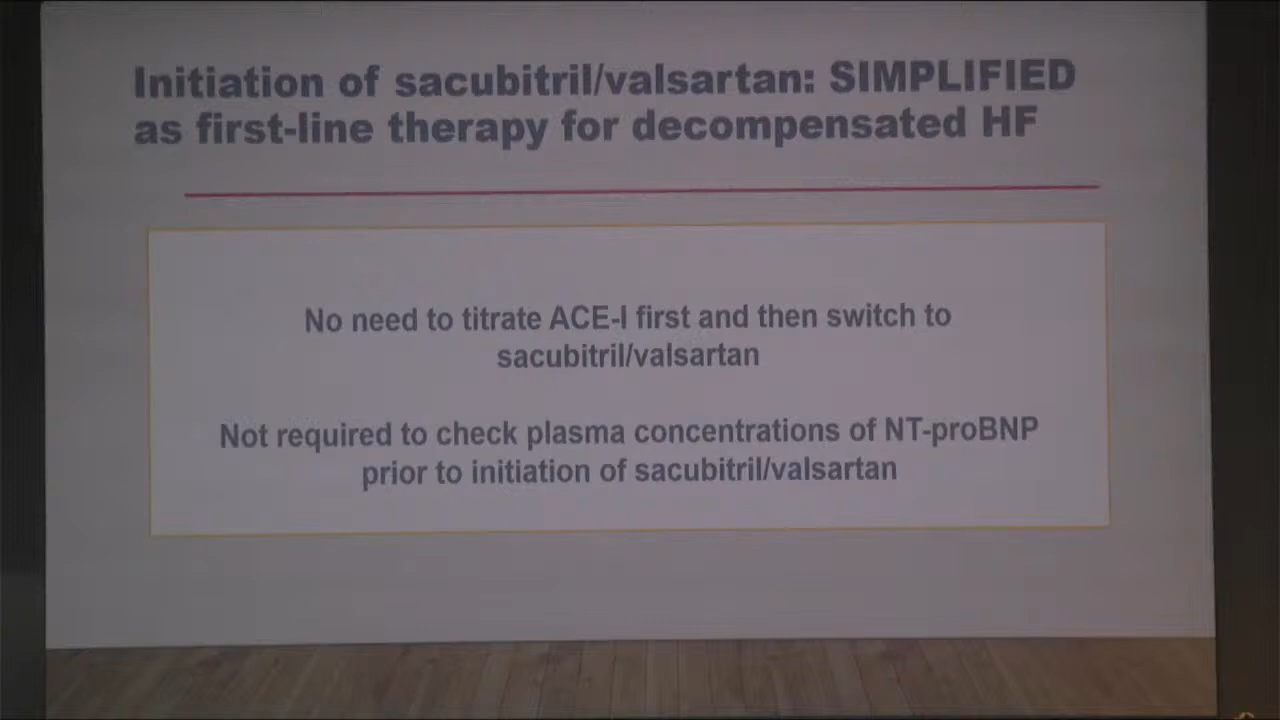 Initiation of sacubitril/valsartan: SIMPLIFIED
as first-line therapy for decompensated HF
No need to titrate ACE-I first and then switch to
sacubitril/valsartan
Not required to check plasma concentrations of NT-proBNP
prior to initiation of sacubitril/valsartan